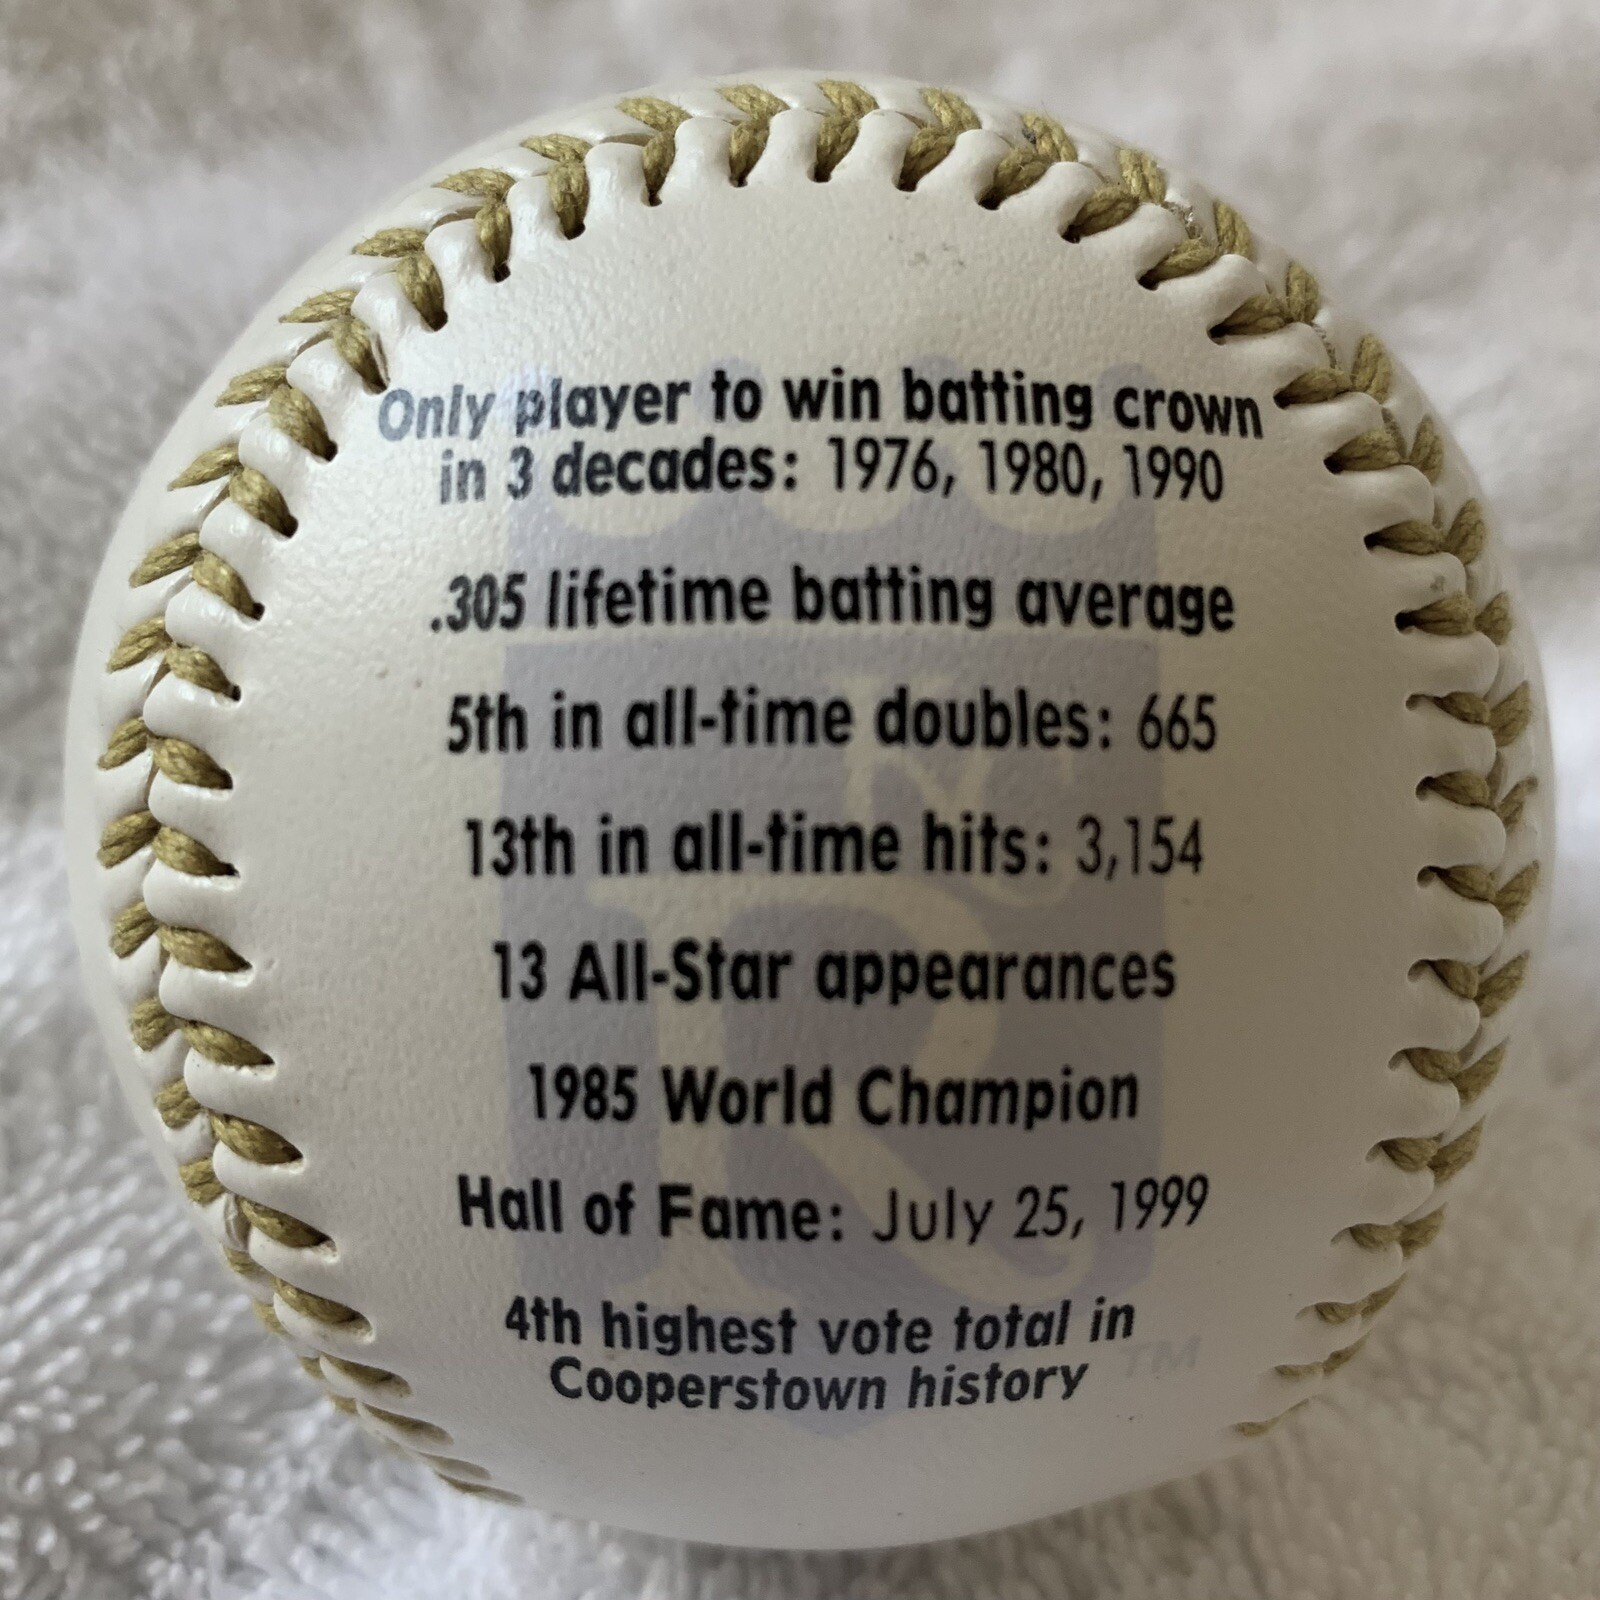 Only player to win batting crown
in 3 decades: 1976, 1980, 1990
.305 lifetime batting average
5th in all-time doubles: 665
13th in all-time hits: 3,154
13 All-Star appearances
1985 World Champion
Hall of Fame: July 25, 1999
4th highest vote total in
Cooperstown history
TM
KC
R